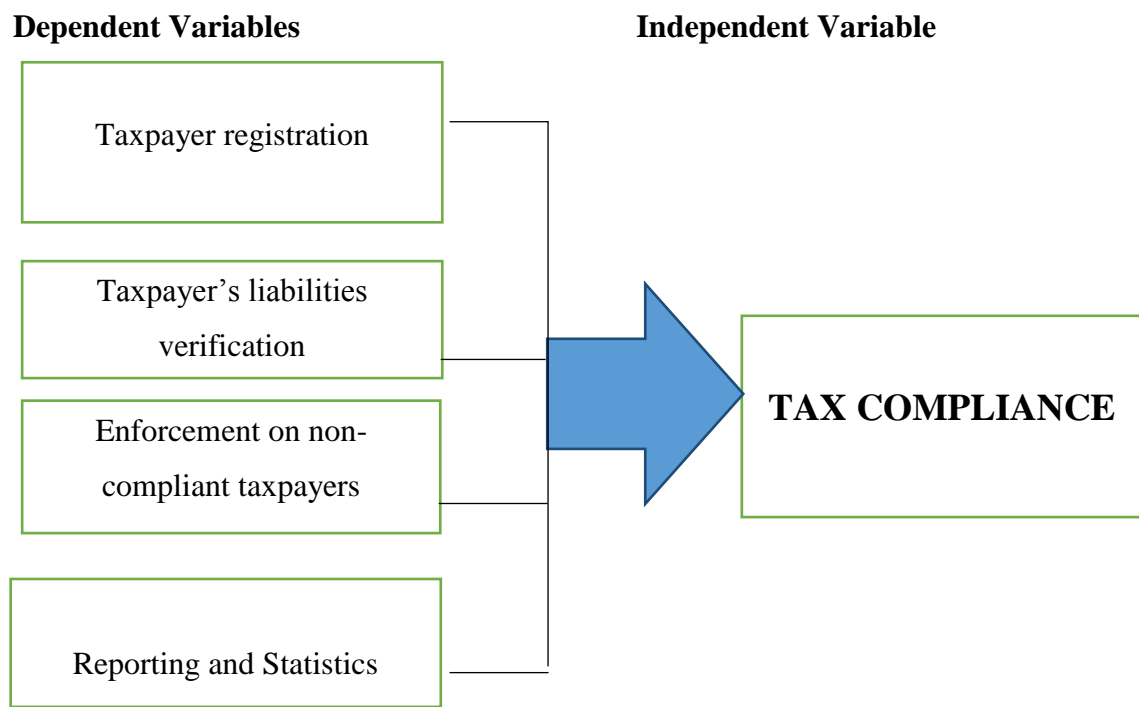 Dependent Variables
Independent Variable
Taxpayer registration
Taxpayer’s liabilities
verification
Enforcement on non-
compliant taxpayers
Reporting and Statistics
TAX COMPLIANCE